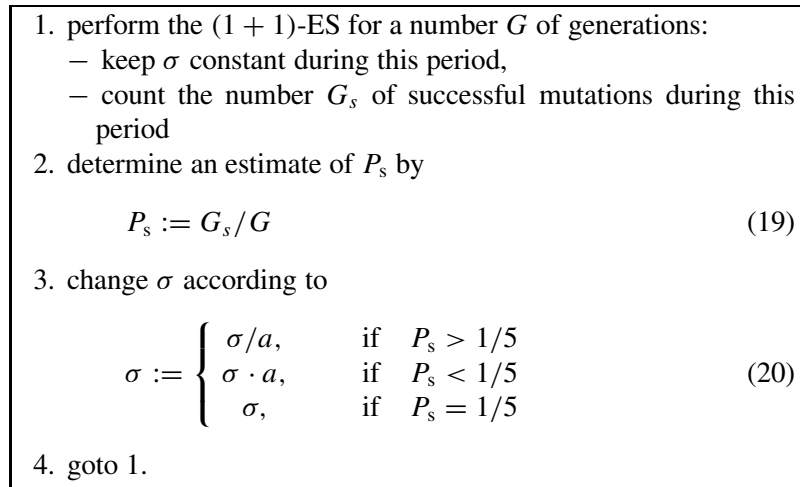 1. perform the (1 + 1)-ES for a number G of generations:
– keep σ constant during this period,
– count the number G_s of successful mutations during this
period
2. determine an estimate of P_s by
P_s := G_s/G (19)
3. change σ according to
σ := { σ/a, if P_s > 1/5
σ · a, if P_s < 1/5 (20)
σ, if P_s = 1/5
4. goto 1.